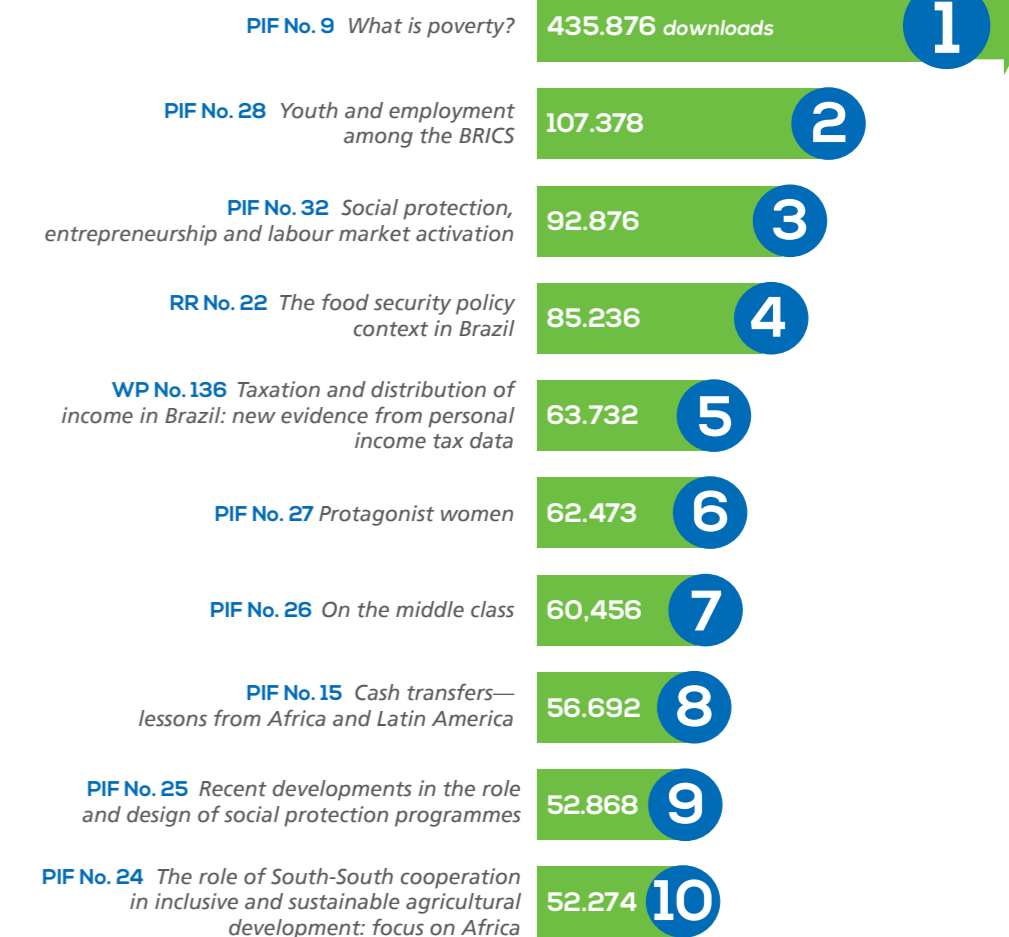 PIF No. 9 What is poverty?
435.876 downloads
1
PIF No. 28 Youth and employment
among the BRICS
107.378
2
PIF No. 32 Social protection,
entrepreneurship and labour market activation
92.876
3
RR No. 22 The food security policy
context in Brazil
85.236
4
WP No. 136 Taxation and distribution of
income in Brazil: new evidence from personal
income tax data
63.732
5
PIF No. 27 Protagonist women
62.473
6
PIF No. 26 On the middle class
60,456
7
PIF No. 15 Cash transfers—
lessons from Africa and Latin America
56.692
8
PIF No. 25 Recent developments in the role
and design of social protection programmes
52.868
9
PIF No. 24 The role of South-South cooperation
in inclusive and sustainable agricultural
development: focus on Africa
52.274
10